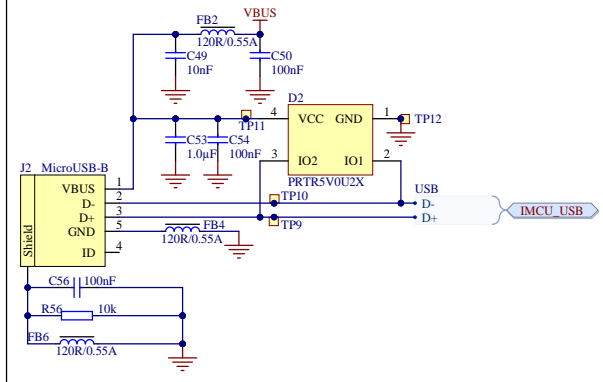 FB2
VBUS
120R/0.55A
C49
10nF
C50
100nF
D2
TP11
4
VCC
GND
1
TP12
C53
1.0µF
C54
100nF
3
IO2
IO1
2
PRTR5V0U2X
J2
MicroUSB-B
VBUS
1
D-
2
D+
3
GND
5
ID
4
Shield
TP10
TP9
USB
D-
D+
IMCU_USB
FB4
120R/0.55A
C56
100nF
R56
10k
FB6
120R/0.55A